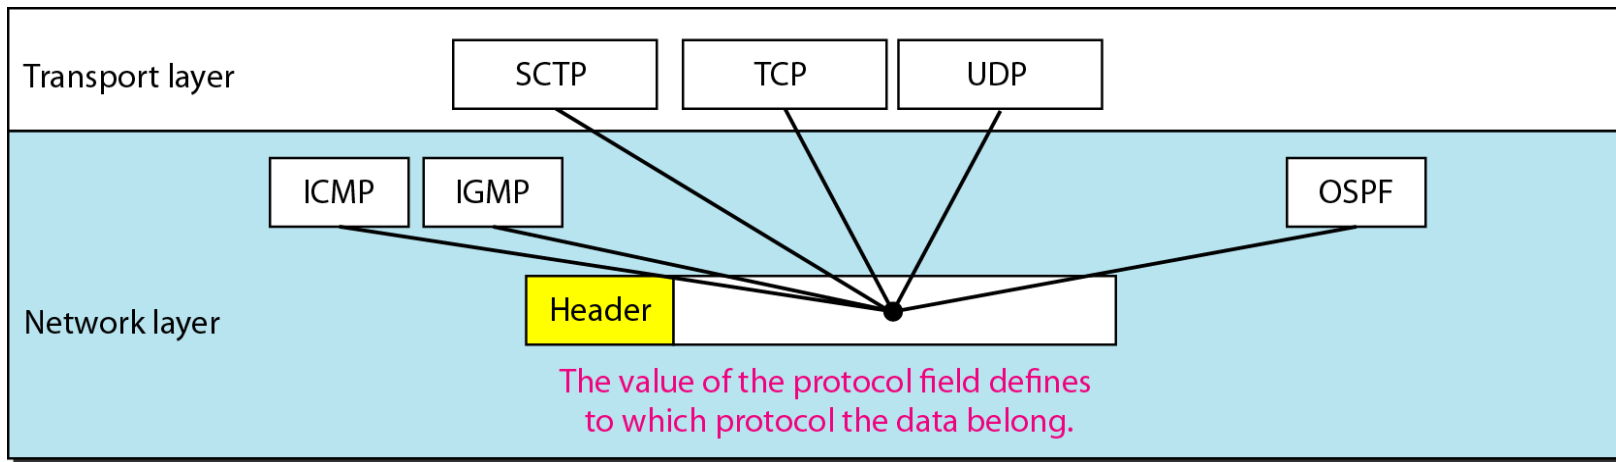 Transport layer
SCTP
TCP
UDP
ICMP
IGMP
OSPF
Network layer
Header
The value of the protocol field defines
to which protocol the data belong.